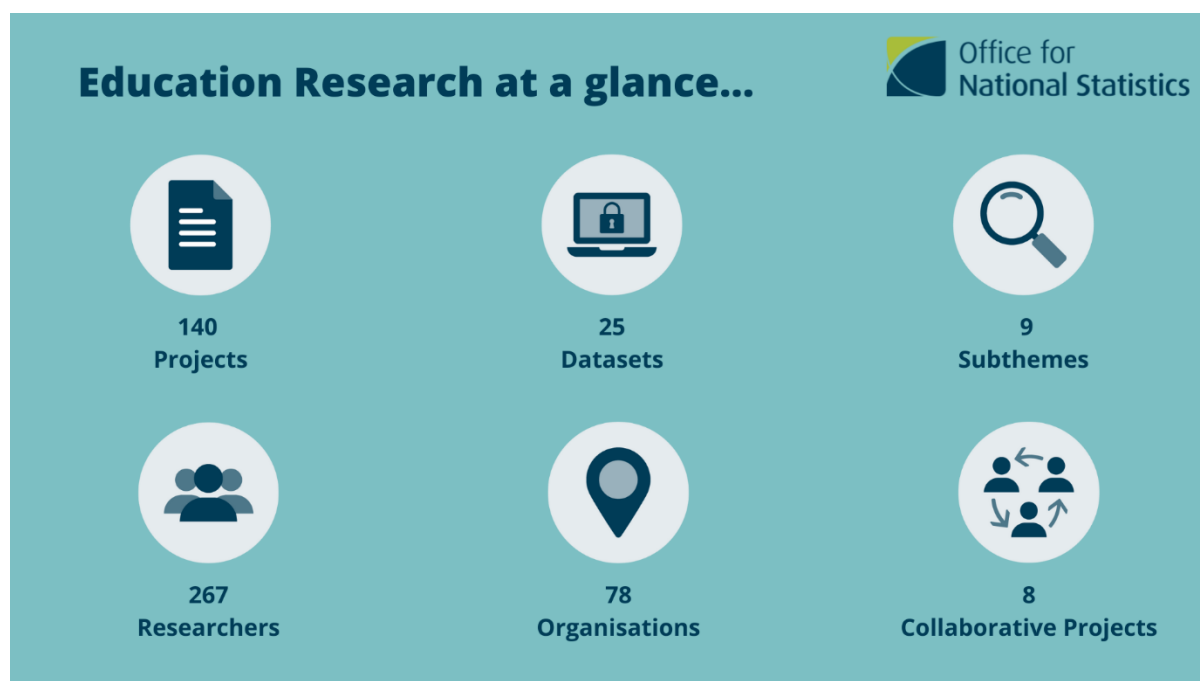 Education Research at a glance...
Office for
National Statistics
140
Projects
25
Datasets
9
Subthemes
267
Researchers
78
Organisations
8
Collaborative Projects